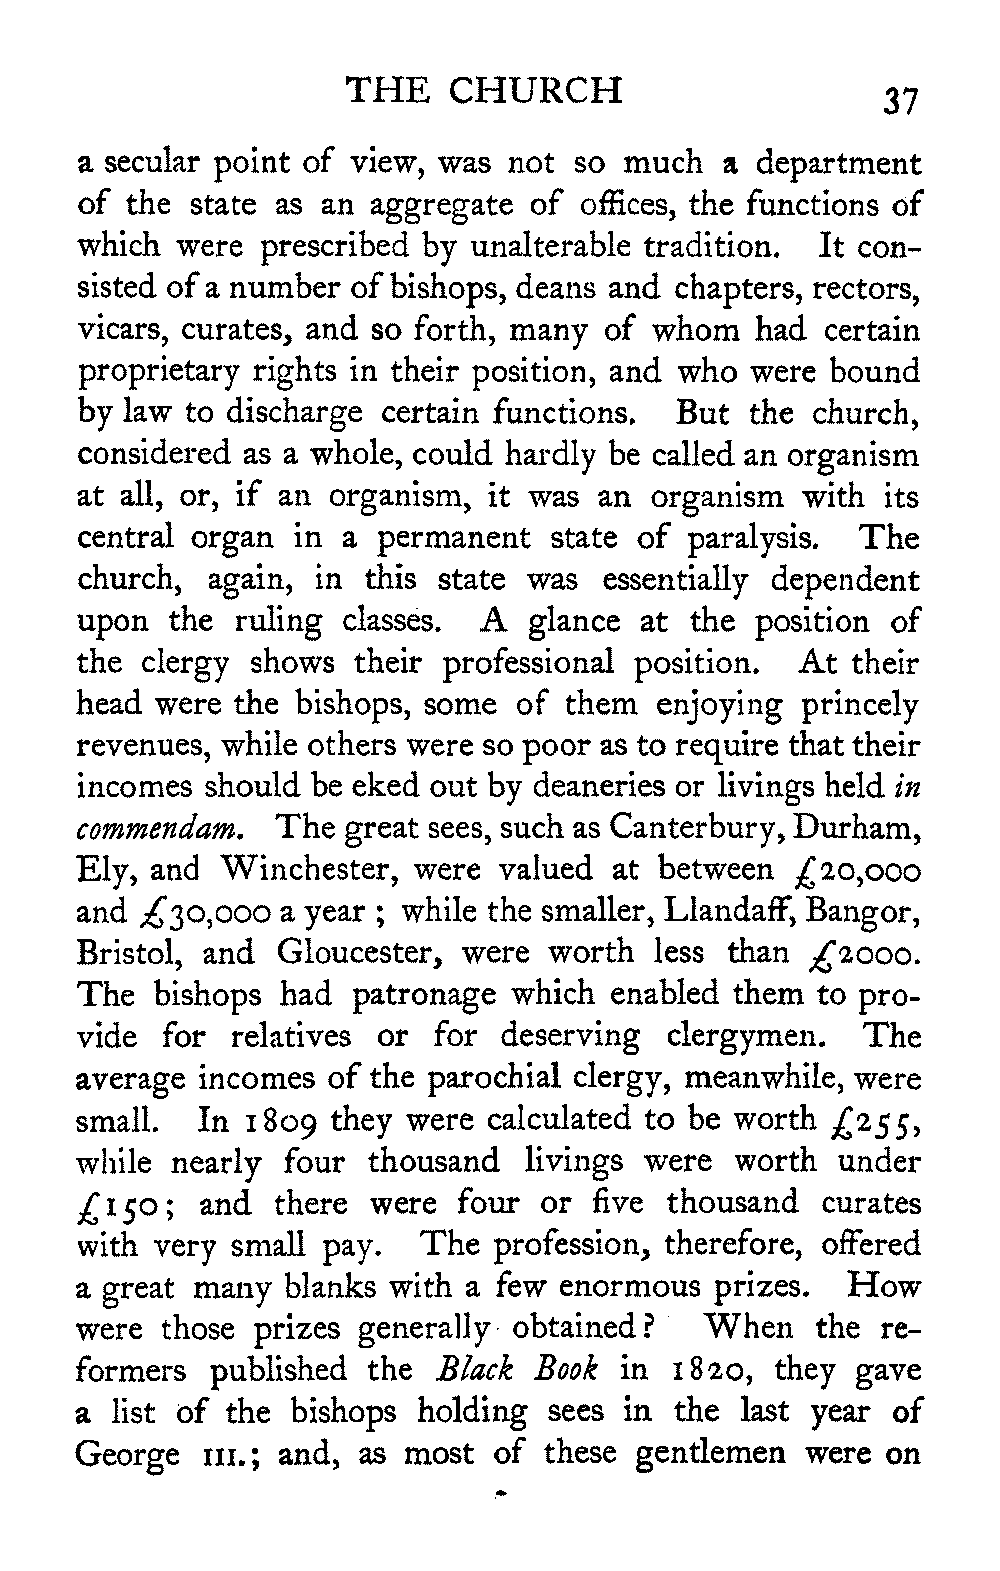 THE CHURCH 37
a secular point of view, was not so much a department
of the state as an aggregate of offices, the functions of
which were prescribed by unalterable tradition. It con-
sisted of a number of bishops, deans and chapters, rectors,
vicars, curates, and so forth, many of whom had certain
proprietary rights in their position, and who were bound
by law to discharge certain functions. But the church,
considered as a whole, could hardly be called an organism
at all, or, if an organism, it was an organism with its
central organ in a permanent state of paralysis. The
church, again, in this state was essentially dependent
upon the ruling classes. A glance at the position of
the clergy shows their professional position. At their
head were the bishops, some of them enjoying princely
revenues, while others were so poor as to require that their
incomes should be eked out by deaneries or livings held in
commendam. The great sees, such as Canterbury, Durham,
Ely, and Winchester, were valued at between £20,000
and £30,000 a year ; while the smaller, Llandaff, Bangor,
Bristol, and Gloucester, were worth less than £2000.
The bishops had patronage which enabled them to pro-
vide for relatives or for deserving clergymen. The
average incomes of the parochial clergy, meanwhile, were
small. In 1809 they were calculated to be worth £255,
while nearly four thousand livings were worth under
£150; and there were four or five thousand curates
with very small pay. The profession, therefore, offered
a great many blanks with a few enormous prizes. How
were those prizes generally obtained? When the re-
formers published the Black Book in 1820, they gave
a list of the bishops holding sees in the last year of
George III.; and, as most of these gentlemen were on